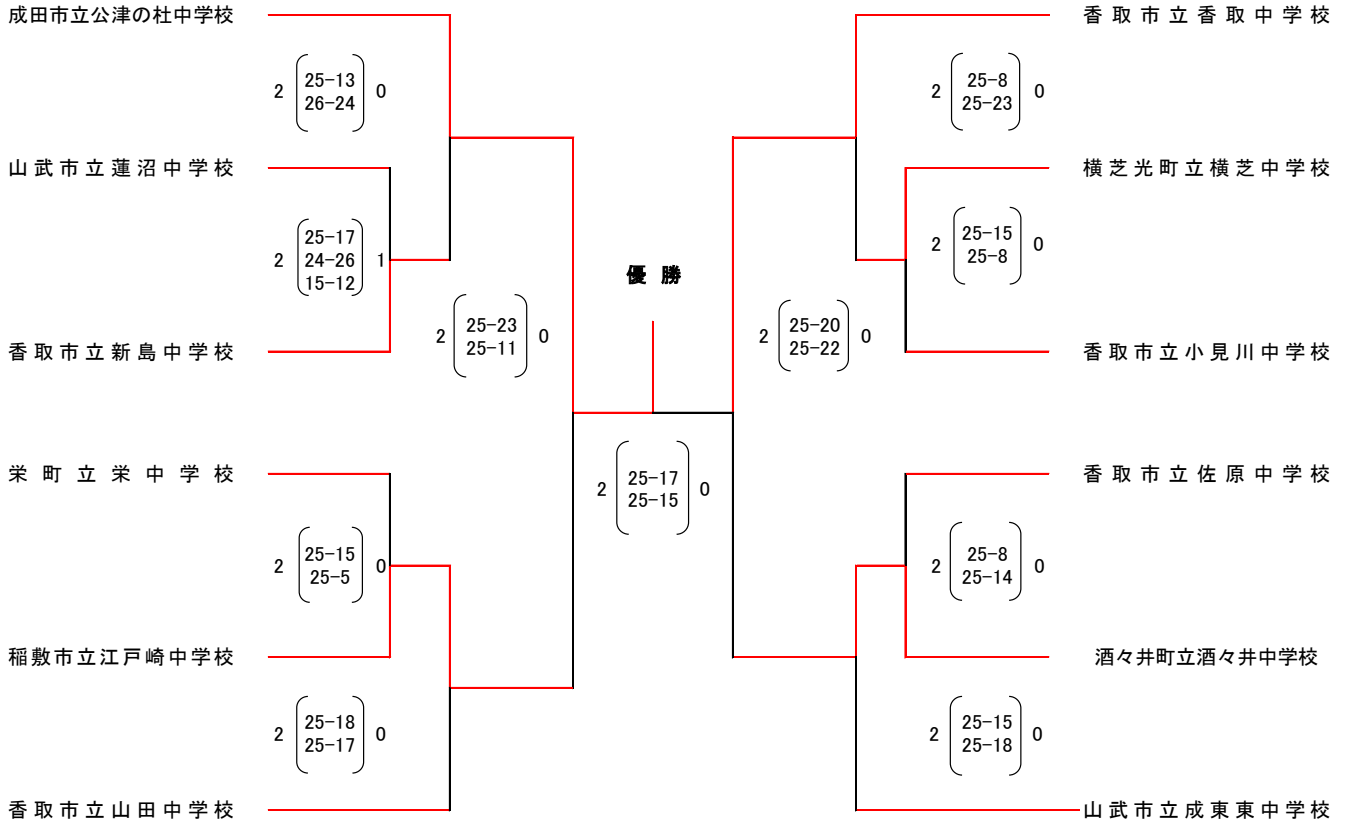 成田市立公津の杜中学校
香取市立香取中学校
2 25-13 0
26-24
2 25-8 0
25-23
山武市立蓮沼中学校
横芝光町立横芝中学校
2 25-17 1
24-26
15-12
2 25-15 0
25-8
優勝
2 25-23 0
25-11
2 25-20 0
25-22
香取市立新島中学校
香取市立小見川中学校
2 25-17 0
25-15
栄町立栄中学校
香取市立佐原中学校
2 25-15 0
25-5
2 25-8 0
25-14
稲敷市立江戸崎中学校
酒々井町立酒々井中学校
2 25-18 0
25-17
2 25-15 0
25-18
香取市立山田中学校
山武市立成東東中学校